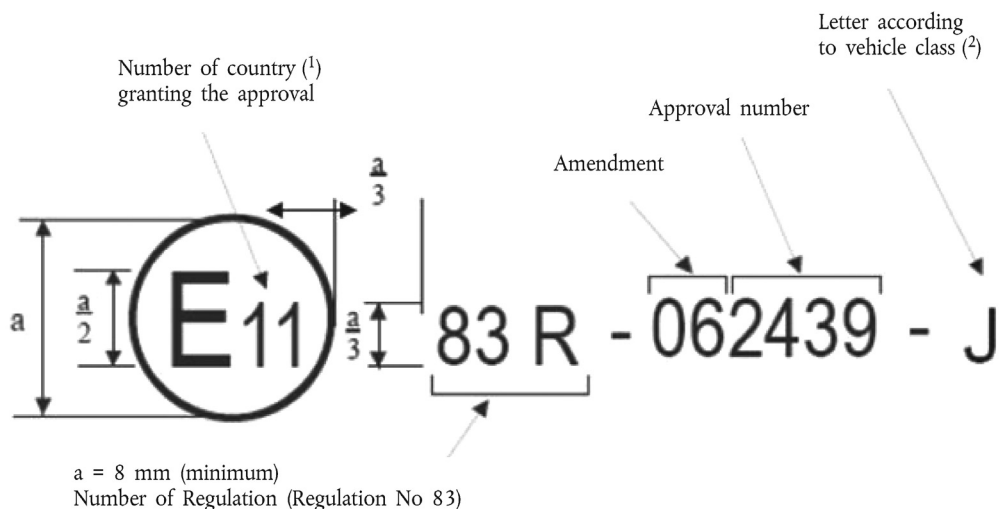 Letter according
to vehicle class (2)
Number of country (1)
granting the approval
Approval number
Amendment
a
3
a
a
2
E 11
a
3
83 R - 062439 - J
a = 8 mm (minimum)
Number of Regulation (Regulation No 83)